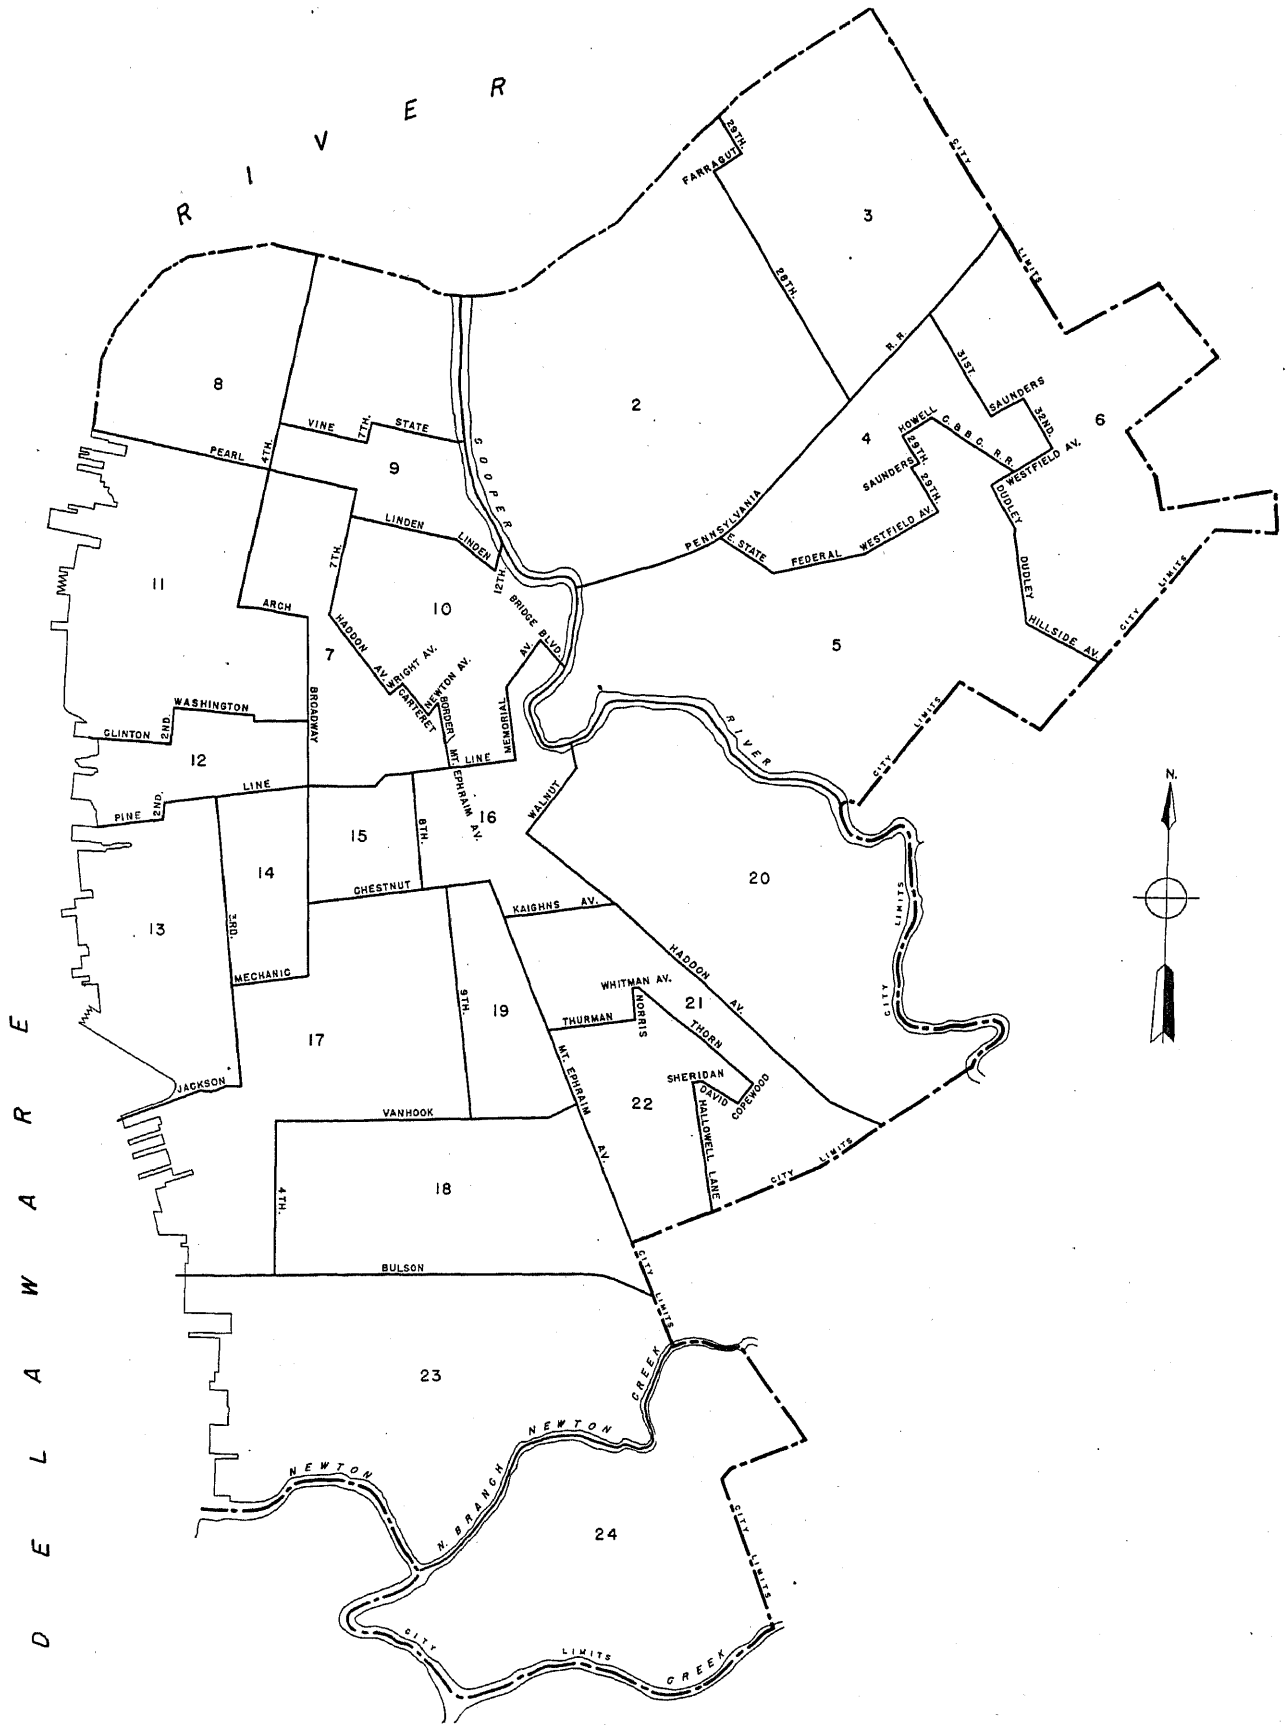 RIVER
29TH.
FARRAGUT
CITY
3
LIMITS
28TH.
R.R.
31ST.
SAUNDERS
32ND.
6
8
2
4
HOWELL
C. & B.C. R.R.
WESTFIELD AV.
VINE
7TH.
STATE
4TH.
PEARL
9
COOPER
29TH.
SAUNDERS
29TH.
DUDLEY
PENNSYLVANIA
E. STATE
FEDERAL
WESTFIELD AV.
LINDEN
LINDEN
7TH.
12TH.
11
ARCH
10
BRIDGE BLVD.
DUDLEY
CITY LIMITS
HILLSIDE AV.
5
HADDON AV.
7
WRIGHT AV.
CARTERET
NEWTON AV.
BORDER
MEMORIAL AV.
BROADWAY
WASHINGTON
2ND.
CLINTON
12
LINE
MT. EPHRAIM AV.
LINE
2ND.
PINE
RIVER
CITY LIMITS
WALNUT
N.
15
8TH.
16
14
CHESTNUT
20
KAIGHNS AV.
13
3RD.
MECHANIC
HADDON AV.
CITY LIMITS
WHITMAN AV.
NORRIS
21
9TH.
19
THURMAN
THORN
17
MT. EPHRAIM AV.
JACKSON
SHERIDAN
DAVID
COPEWOOD
22
HALLOWELL LANE
VANHOOK
CITY LIMITS
18
4TH.
BULSON
CITY LIMITS
23
CREEK
NEWTON
NEWTON
N. BRANCH
24
CITY LIMITS
CITY LIMITS
CREEK
DELAWARE